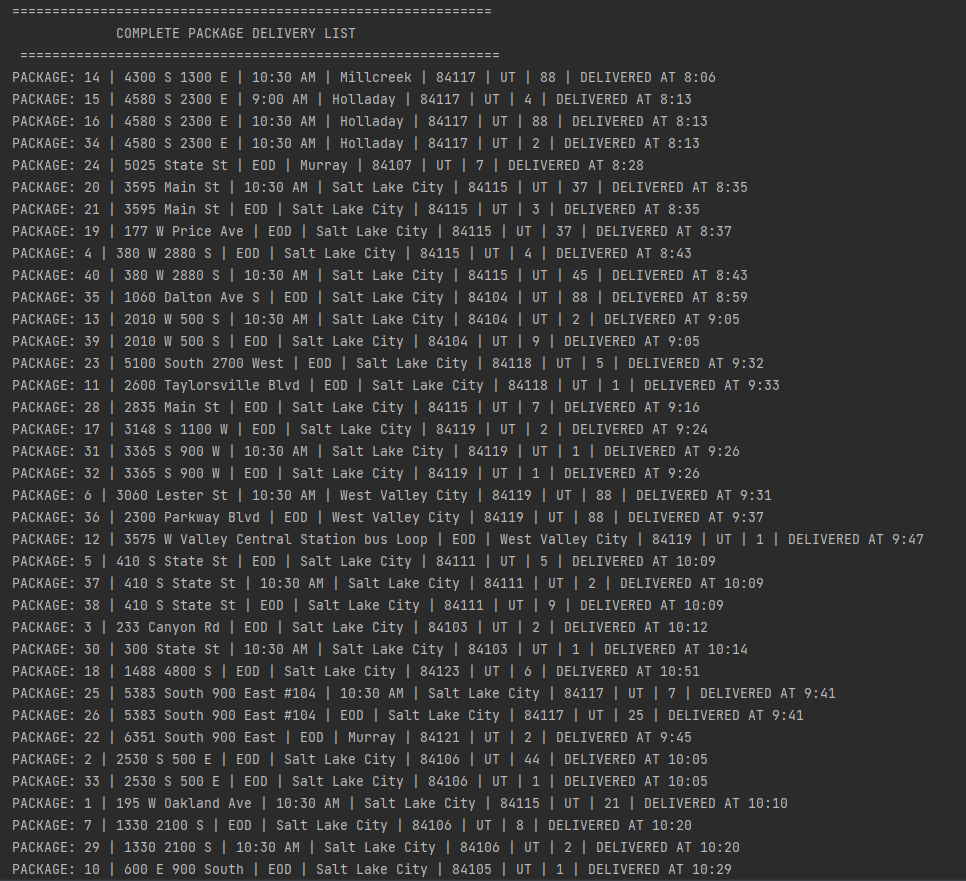 ============================================================
COMPLETE PACKAGE DELIVERY LIST
============================================================
PACKAGE: 14 | 4300 S 1300 E | 10:30 AM | Millcreek | 84117 | UT | 88 | DELIVERED AT 8:06
PACKAGE: 15 | 4580 S 2300 E | 9:00 AM | Holladay | 84117 | UT | 4 | DELIVERED AT 8:13
PACKAGE: 16 | 4580 S 2300 E | 10:30 AM | Holladay | 84117 | UT | 88 | DELIVERED AT 8:13
PACKAGE: 34 | 4580 S 2300 E | 10:30 AM | Holladay | 84117 | UT | 2 | DELIVERED AT 8:13
PACKAGE: 24 | 5025 State St | EOD | Murray | 84107 | UT | 7 | DELIVERED AT 8:28
PACKAGE: 20 | 3595 Main St | 10:30 AM | Salt Lake City | 84115 | UT | 37 | DELIVERED AT 8:35
PACKAGE: 21 | 3595 Main St | EOD | Salt Lake City | 84115 | UT | 3 | DELIVERED AT 8:35
PACKAGE: 19 | 177 W Price Ave | EOD | Salt Lake City | 84115 | UT | 37 | DELIVERED AT 8:37
PACKAGE: 4 | 380 W 2880 S | EOD | Salt Lake City | 84115 | UT | 4 | DELIVERED AT 8:43
PACKAGE: 40 | 380 W 2880 S | 10:30 AM | Salt Lake City | 84115 | UT | 45 | DELIVERED AT 8:43
PACKAGE: 35 | 1060 Dalton Ave S | EOD | Salt Lake City | 84104 | UT | 88 | DELIVERED AT 8:59
PACKAGE: 13 | 2010 W 500 S | 10:30 AM | Salt Lake City | 84104 | UT | 2 | DELIVERED AT 9:05
PACKAGE: 39 | 2010 W 500 S | EOD | Salt Lake City | 84104 | UT | 9 | DELIVERED AT 9:05
PACKAGE: 23 | 5100 South 2700 West | EOD | Salt Lake City | 84118 | UT | 5 | DELIVERED AT 9:32
PACKAGE: 11 | 2600 Taylorsville Blvd | EOD | Salt Lake City | 84118 | UT | 1 | DELIVERED AT 9:33
PACKAGE: 28 | 2835 Main St | EOD | Salt Lake City | 84115 | UT | 7 | DELIVERED AT 9:16
PACKAGE: 17 | 3148 S 1100 W | EOD | Salt Lake City | 84119 | UT | 2 | DELIVERED AT 9:24
PACKAGE: 31 | 3365 S 900 W | 10:30 AM | Salt Lake City | 84119 | UT | 1 | DELIVERED AT 9:26
PACKAGE: 32 | 3365 S 900 W | EOD | Salt Lake City | 84119 | UT | 1 | DELIVERED AT 9:26
PACKAGE: 6 | 3060 Lester St | 10:30 AM | West Valley City | 84119 | UT | 88 | DELIVERED AT 9:31
PACKAGE: 36 | 2300 Parkway Blvd | EOD | West Valley City | 84119 | UT | 88 | DELIVERED AT 9:37
PACKAGE: 12 | 3575 W Valley Central Station bus Loop | EOD | West Valley City | 84119 | UT | 1 | DELIVERED AT 9:47
PACKAGE: 5 | 410 S State St | EOD | Salt Lake City | 84111 | UT | 5 | DELIVERED AT 10:09
PACKAGE: 37 | 410 S State St | 10:30 AM | Salt Lake City | 84111 | UT | 2 | DELIVERED AT 10:09
PACKAGE: 38 | 410 S State St | EOD | Salt Lake City | 84111 | UT | 9 | DELIVERED AT 10:09
PACKAGE: 3 | 233 Canyon Rd | EOD | Salt Lake City | 84103 | UT | 2 | DELIVERED AT 10:12
PACKAGE: 30 | 300 State St | 10:30 AM | Salt Lake City | 84103 | UT | 1 | DELIVERED AT 10:14
PACKAGE: 18 | 1488 4800 S | EOD | Salt Lake City | 84123 | UT | 6 | DELIVERED AT 10:51
PACKAGE: 25 | 5383 South 900 East #104 | 10:30 AM | Salt Lake City | 84117 | UT | 7 | DELIVERED AT 9:41
PACKAGE: 26 | 5383 South 900 East #104 | EOD | Salt Lake City | 84117 | UT | 25 | DELIVERED AT 9:41
PACKAGE: 22 | 6351 South 900 East | EOD | Murray | 84121 | UT | 2 | DELIVERED AT 9:45
PACKAGE: 2 | 2530 S 500 E | EOD | Salt Lake City | 84106 | UT | 44 | DELIVERED AT 10:05
PACKAGE: 33 | 2530 S 500 E | EOD | Salt Lake City | 84106 | UT | 1 | DELIVERED AT 10:05
PACKAGE: 1 | 195 W Oakland Ave | 10:30 AM | Salt Lake City | 84115 | UT | 21 | DELIVERED AT 10:10
PACKAGE: 7 | 1330 2100 S | EOD | Salt Lake City | 84106 | UT | 8 | DELIVERED AT 10:20
PACKAGE: 29 | 1330 2100 S | 10:30 AM | Salt Lake City | 84106 | UT | 2 | DELIVERED AT 10:20
PACKAGE: 10 | 600 E 900 South | EOD | Salt Lake City | 84105 | UT | 1 | DELIVERED AT 10:29